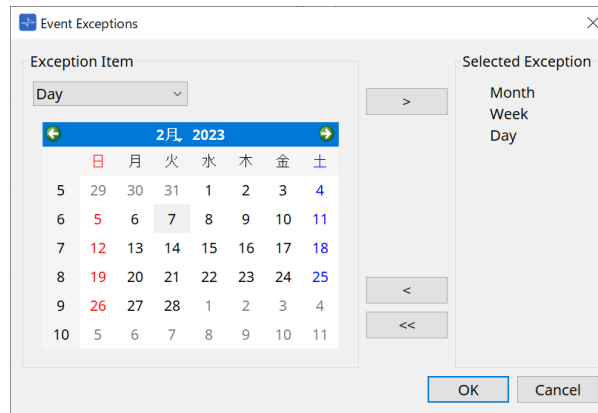 Event Exceptions
Exception Item
Day
2月, 2023
日 月 火 水 木 金 土
5 29 30 31 1 2 3 4
6 5 6 7 8 9 10 11
7 12 13 14 15 16 17 18
8 19 20 21 22 23 24 25
9 26 27 28 1 2 3 4
10 5 6 7 8 9 10 11
>
<
<<
Selected Exception
Month
Week
Day
OK
Cancel